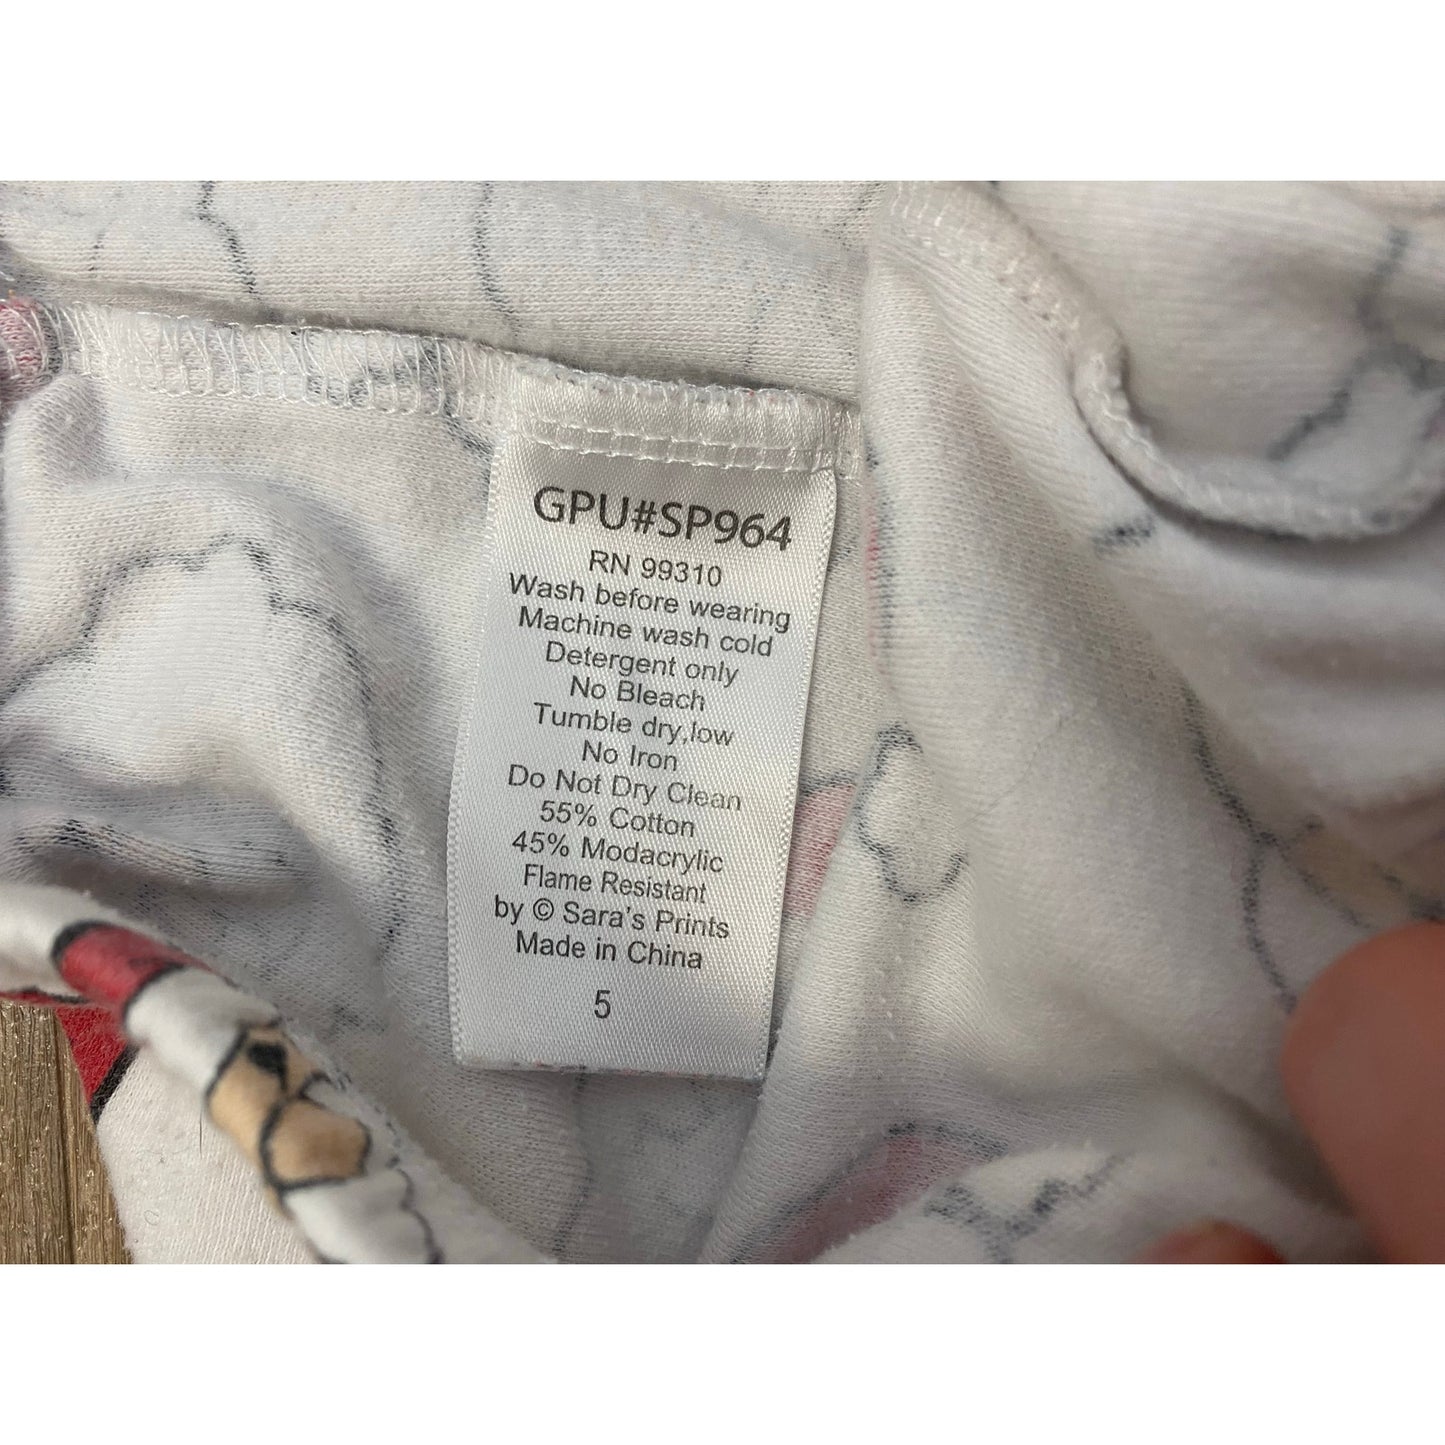 GPU#SP964
RN 99310
Wash before wearing
Machine wash cold
Detergent only
No Bleach
Tumble dry,low
No Iron
Do Not Dry Clean
55% Cotton
45% Modacrylic
Flame Resistant
by © Sara's Prints
Made in China
5